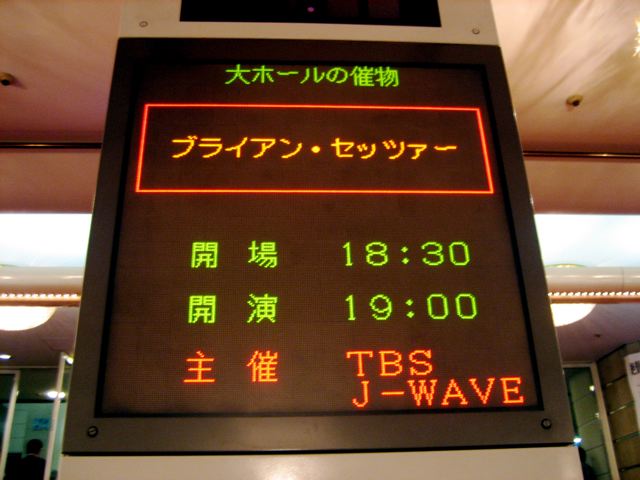 大ホールの催物
ブライアン・セッツァー
開場 18:30
開演 19:00
主催 TBS
J-WAVE